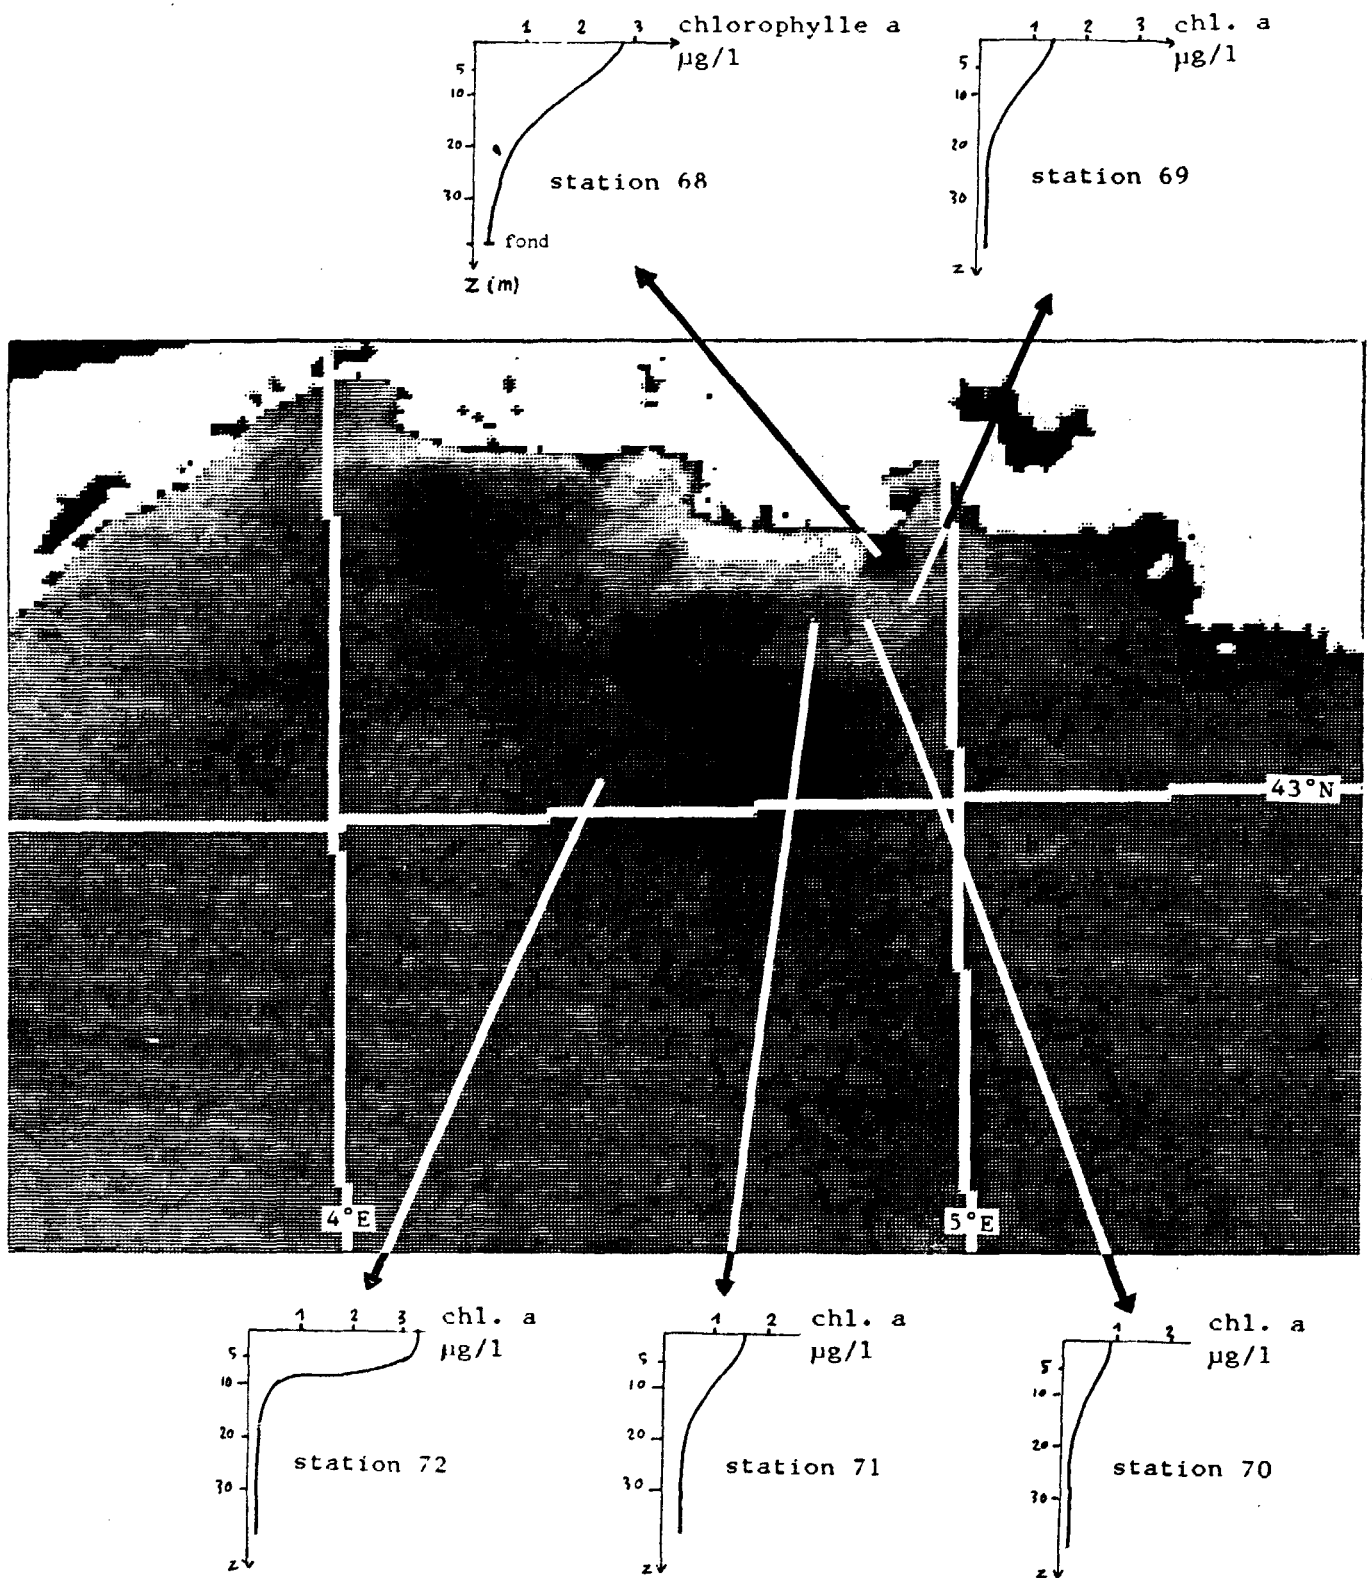 1 2 3 chlorophylle a
µg/l
5
10
20
30
station 68
fond
Z (m)
1 2 3 chl. a
µg/l
5
10
20
30
station 69
z
43°N
4°E
5°E
1 2 3 chl. a
µg/l
5
10
20
30
station 72
z
1 2 chl. a
µg/l
5
10
20
30
station 71
z
1 2 chl. a
µg/l
5
10
20
30
station 70
z